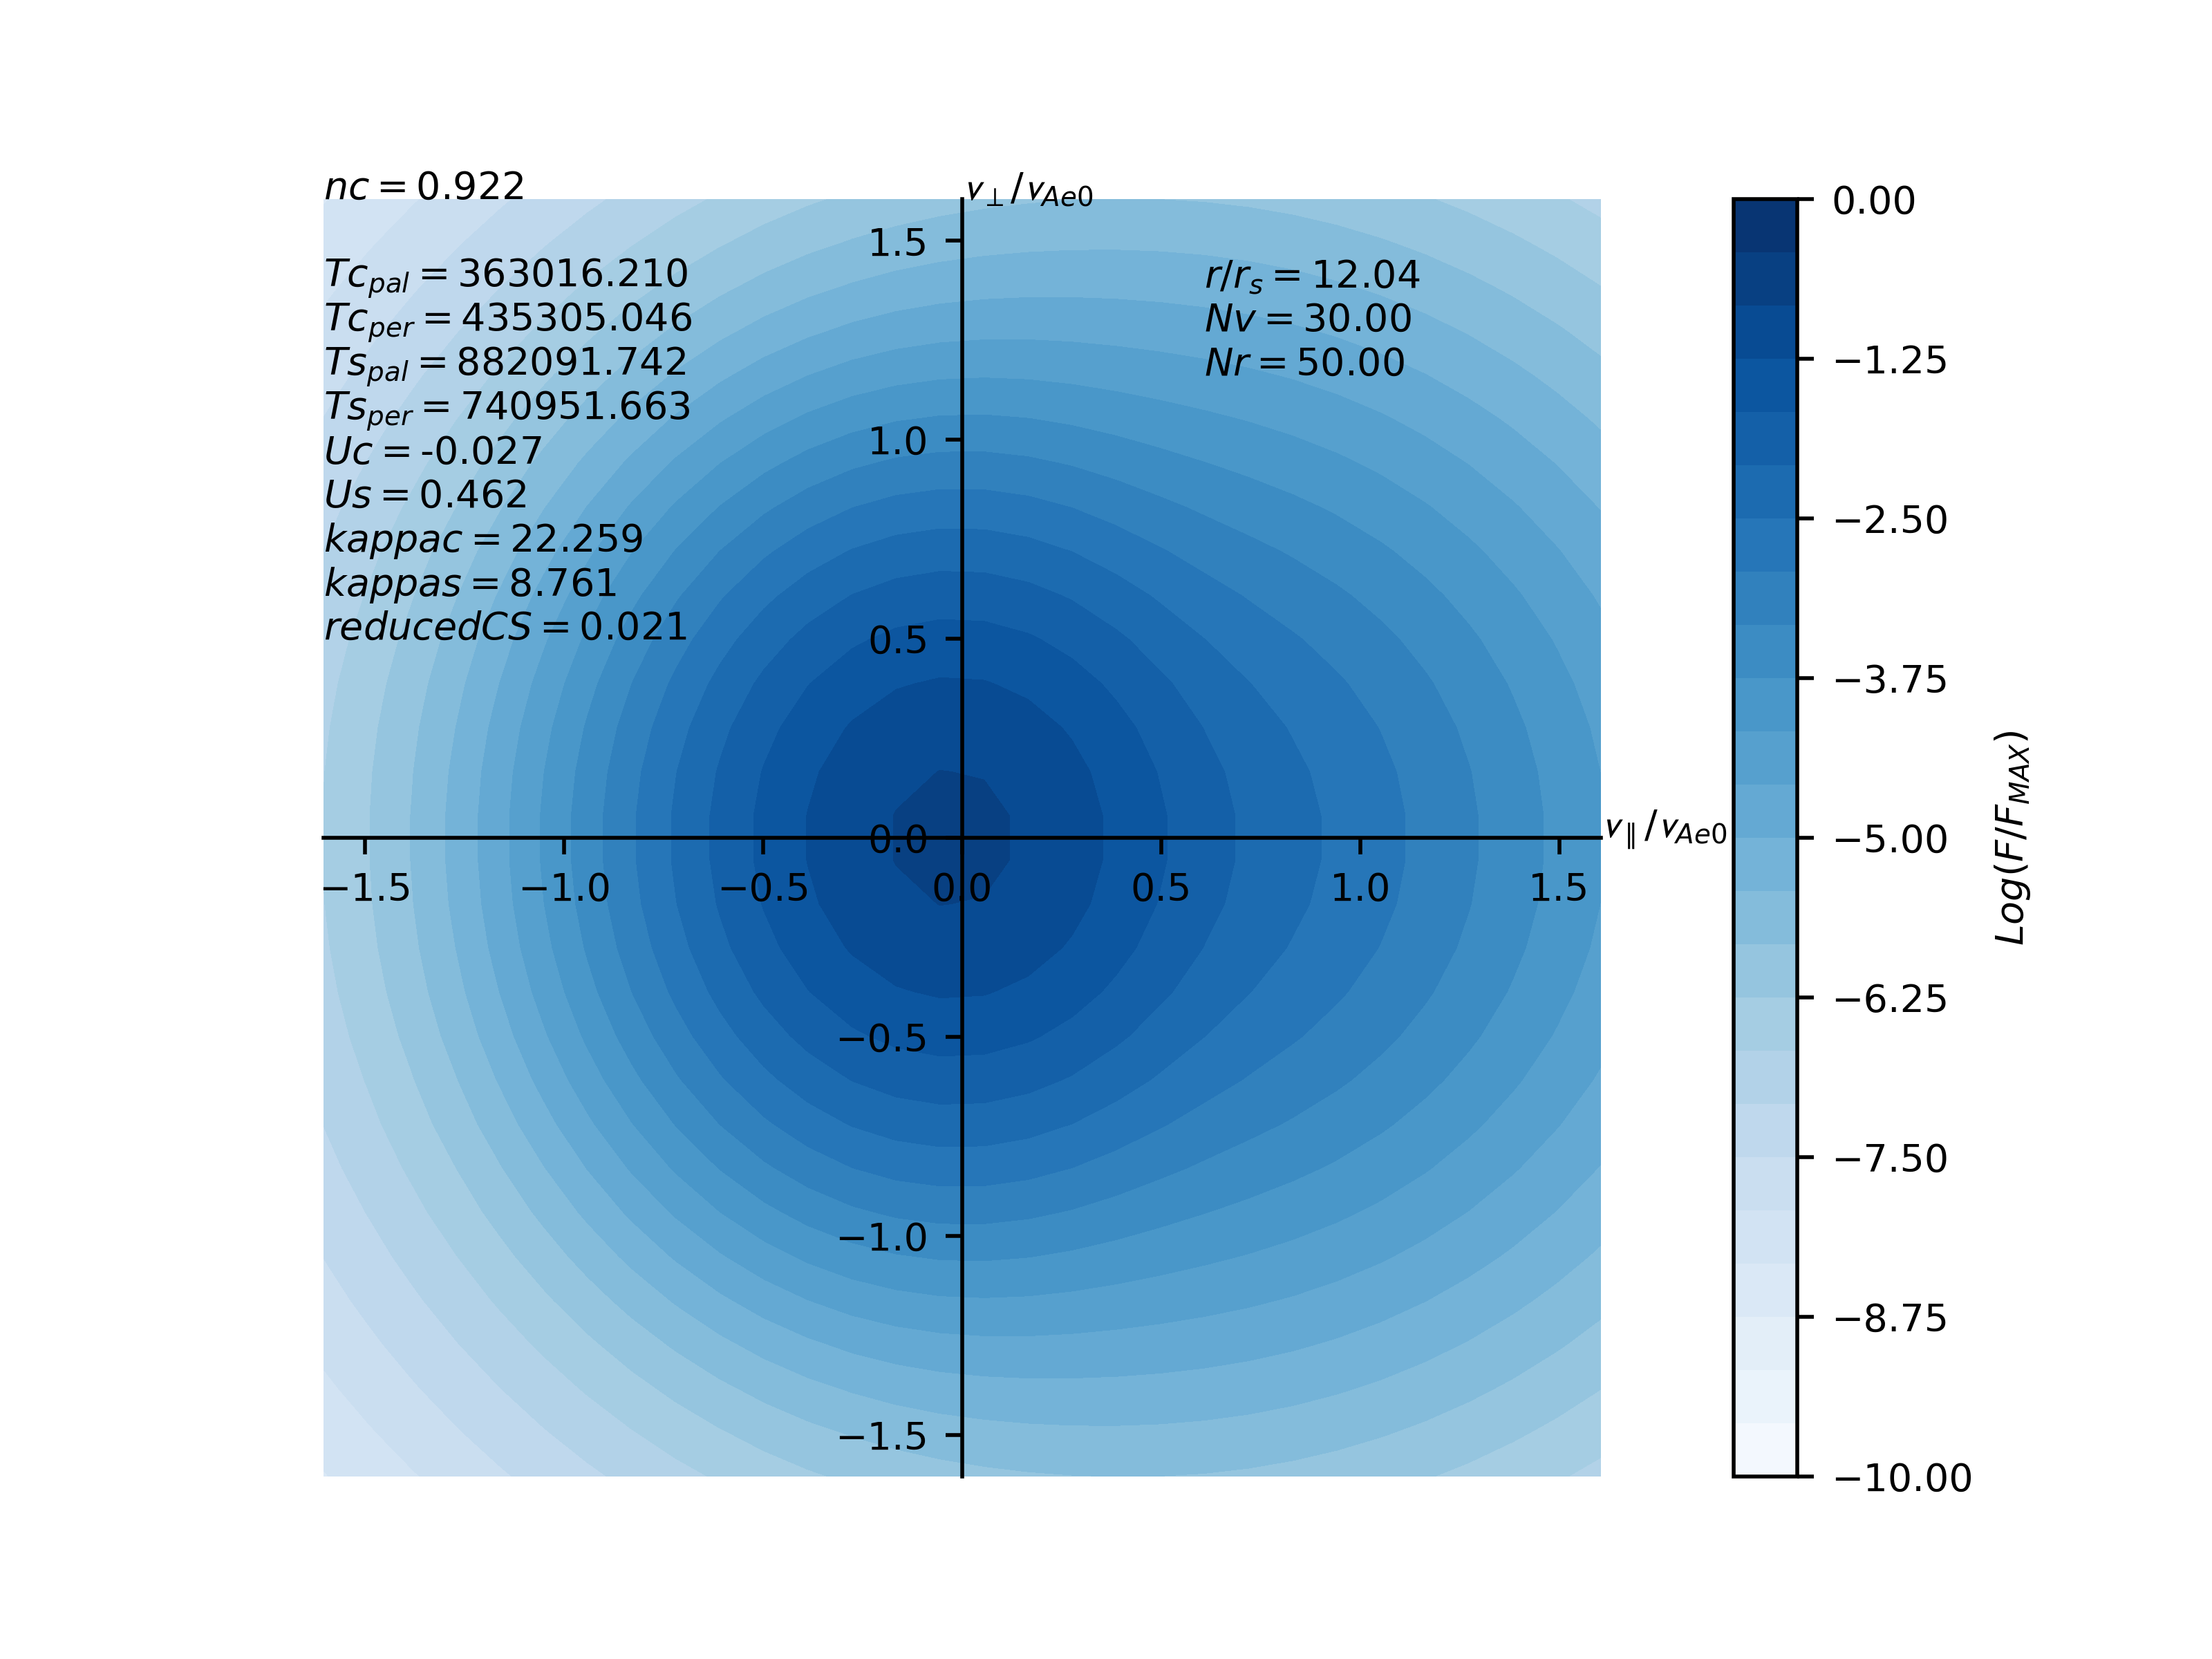 nc = 0.922
v⊥/vAe0
Tc_pal = 363016.210
Tc_per = 435305.046
Ts_pal = 882091.742
Ts_per = 740951.663
Uc = -0.027
Us = 0.462
kappac = 22.259
kappas = 8.761
reducedCS = 0.021
r/r_s = 12.04
Nv = 30.00
Nr = 50.00
1.5
1.0
0.5
0.0
−0.5
−1.0
−1.5
−1.5
−1.0
−0.5
0.0
0.5
1.0
1.5
v∥/vAe0
0.00
−1.25
−2.50
−3.75
−5.00
−6.25
−7.50
−8.75
−10.00
Log(F/F_MAX)